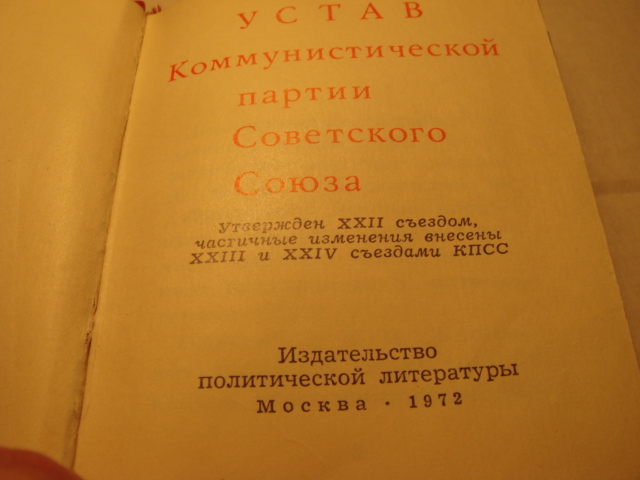 УСТАВ
Коммунистической
партии
Советского
Союза
Утвержден XXII съездом,
частичные изменения внесены
XXIII и XXIV съездами КПСС
Издательство
политической литературы
Москва · 1972